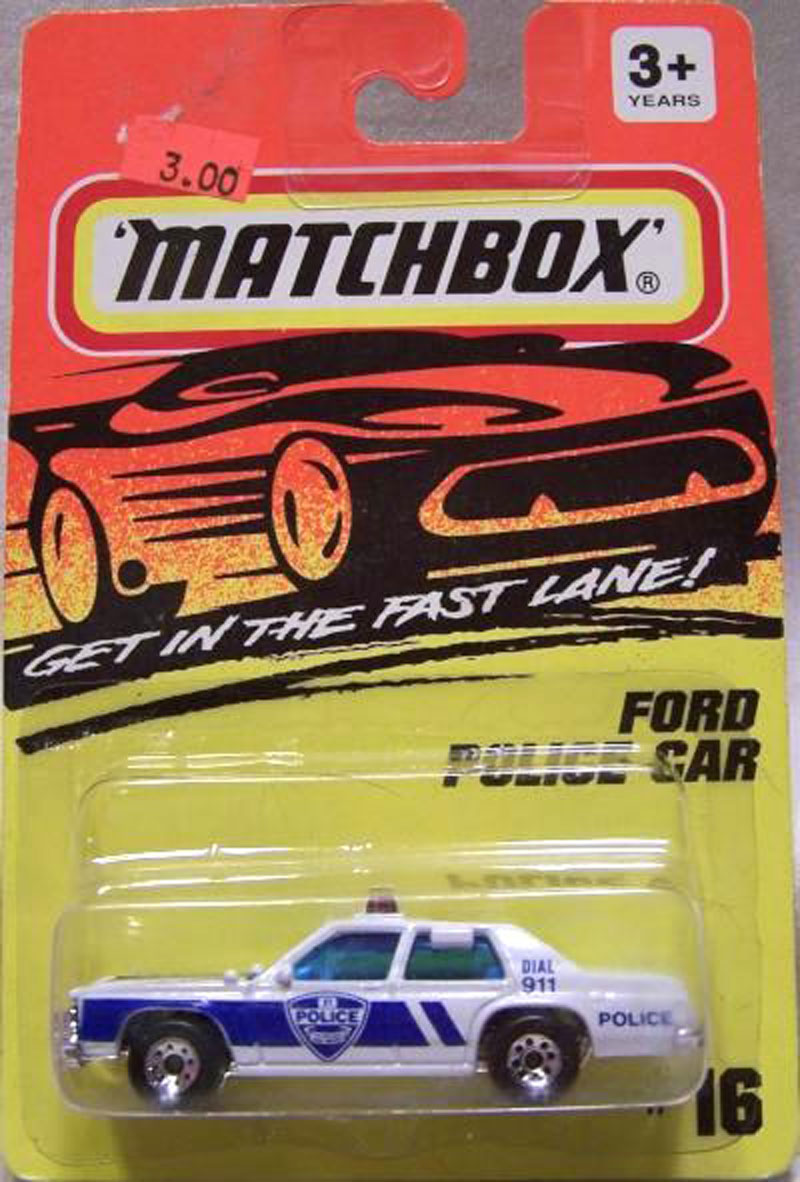 3+
YEARS
3.00
'MATCHBOX'®
GET IN THE FAST LANE!
FORD
POLICE CAR
DIAL
911
POLICE
POLICE
#16